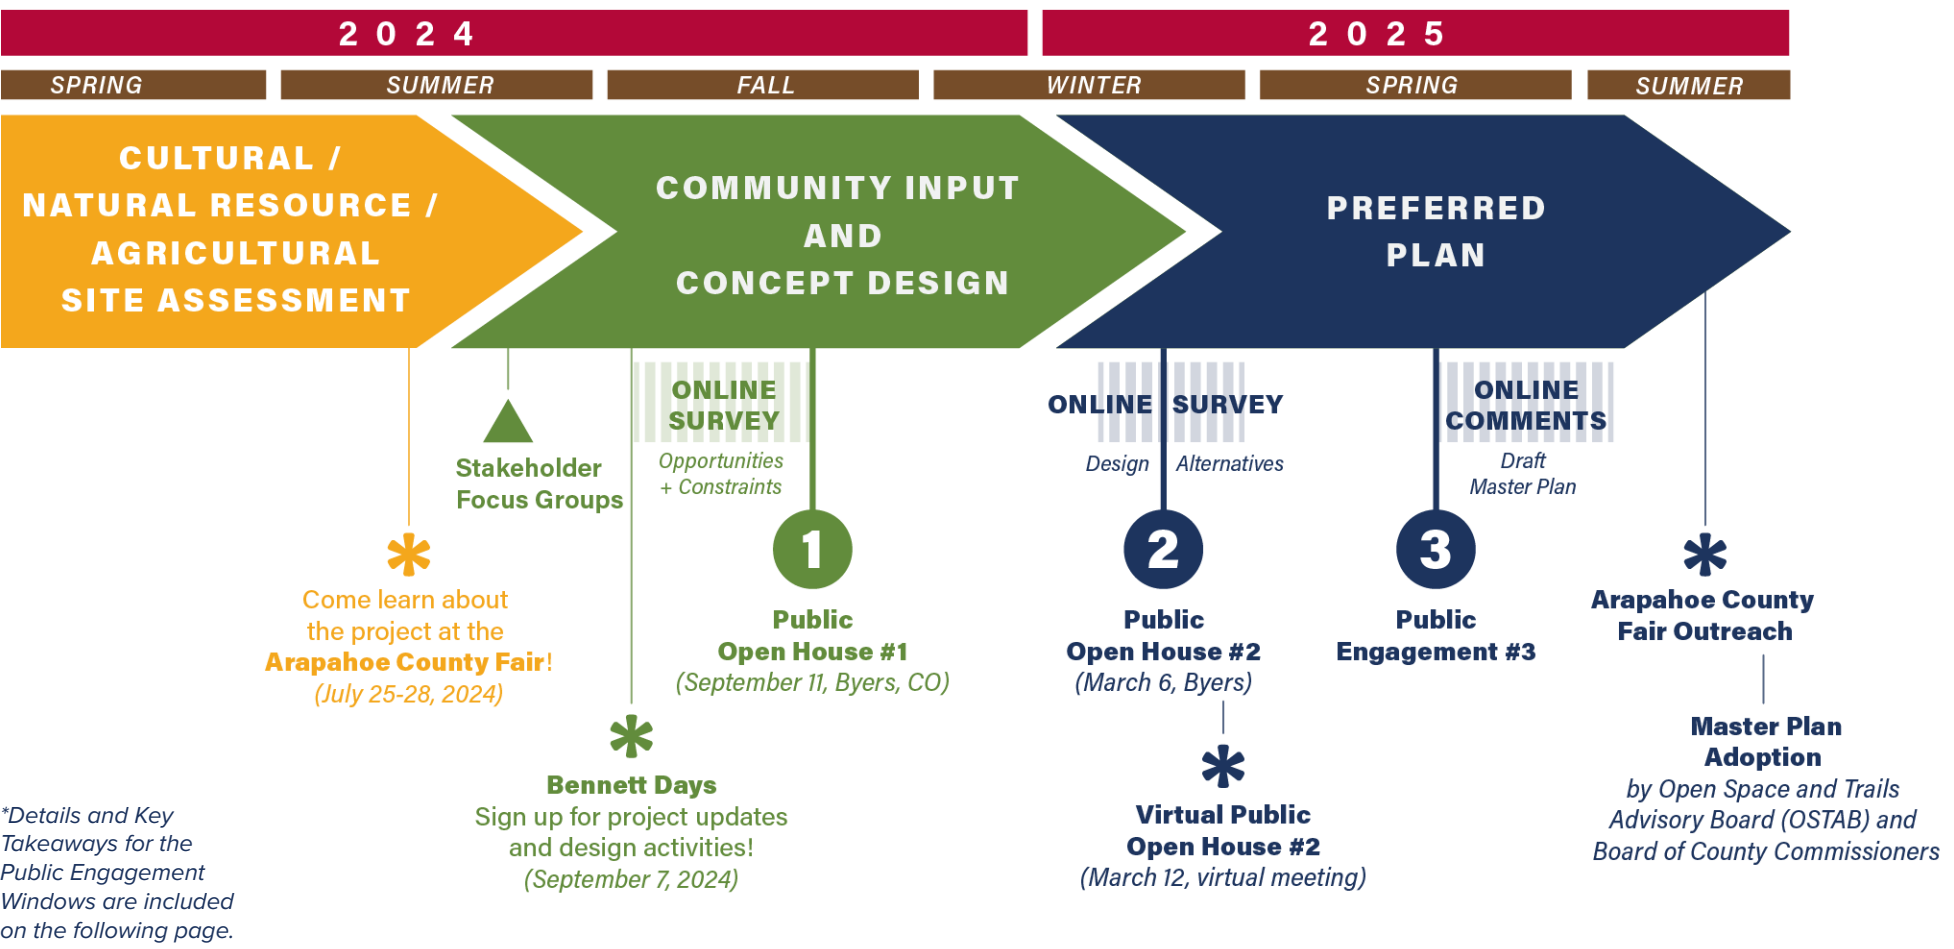 2024
2025
SPRING
SUMMER
FALL
WINTER
SPRING
SUMMER
CULTURAL /
NATURAL RESOURCE /
AGRICULTURAL
SITE ASSESSMENT
COMMUNITY INPUT
AND
CONCEPT DESIGN
PREFERRED
PLAN
Come learn about
the project at the
Arapahoe County Fair!
(July 25-28, 2024)
Stakeholder
Focus Groups
Bennett Days
Sign up for project updates
and design activities!
(September 7, 2024)
ONLINE
SURVEY
Opportunities
+ Constraints
1
Public
Open House #1
(September 11, Byers, CO)
ONLINE SURVEY
Design Alternatives
2
Public
Open House #2
(March 6, Byers)
Virtual Public
Open House #2
(March 12, virtual meeting)
ONLINE
COMMENTS
Draft
Master Plan
3
Public
Engagement #3
Arapahoe County
Fair Outreach
Master Plan
Adoption
by Open Space and Trails
Advisory Board (OSTAB) and
Board of County Commissioners
*Details and Key
Takeaways for the
Public Engagement
Windows are included
on the following page.